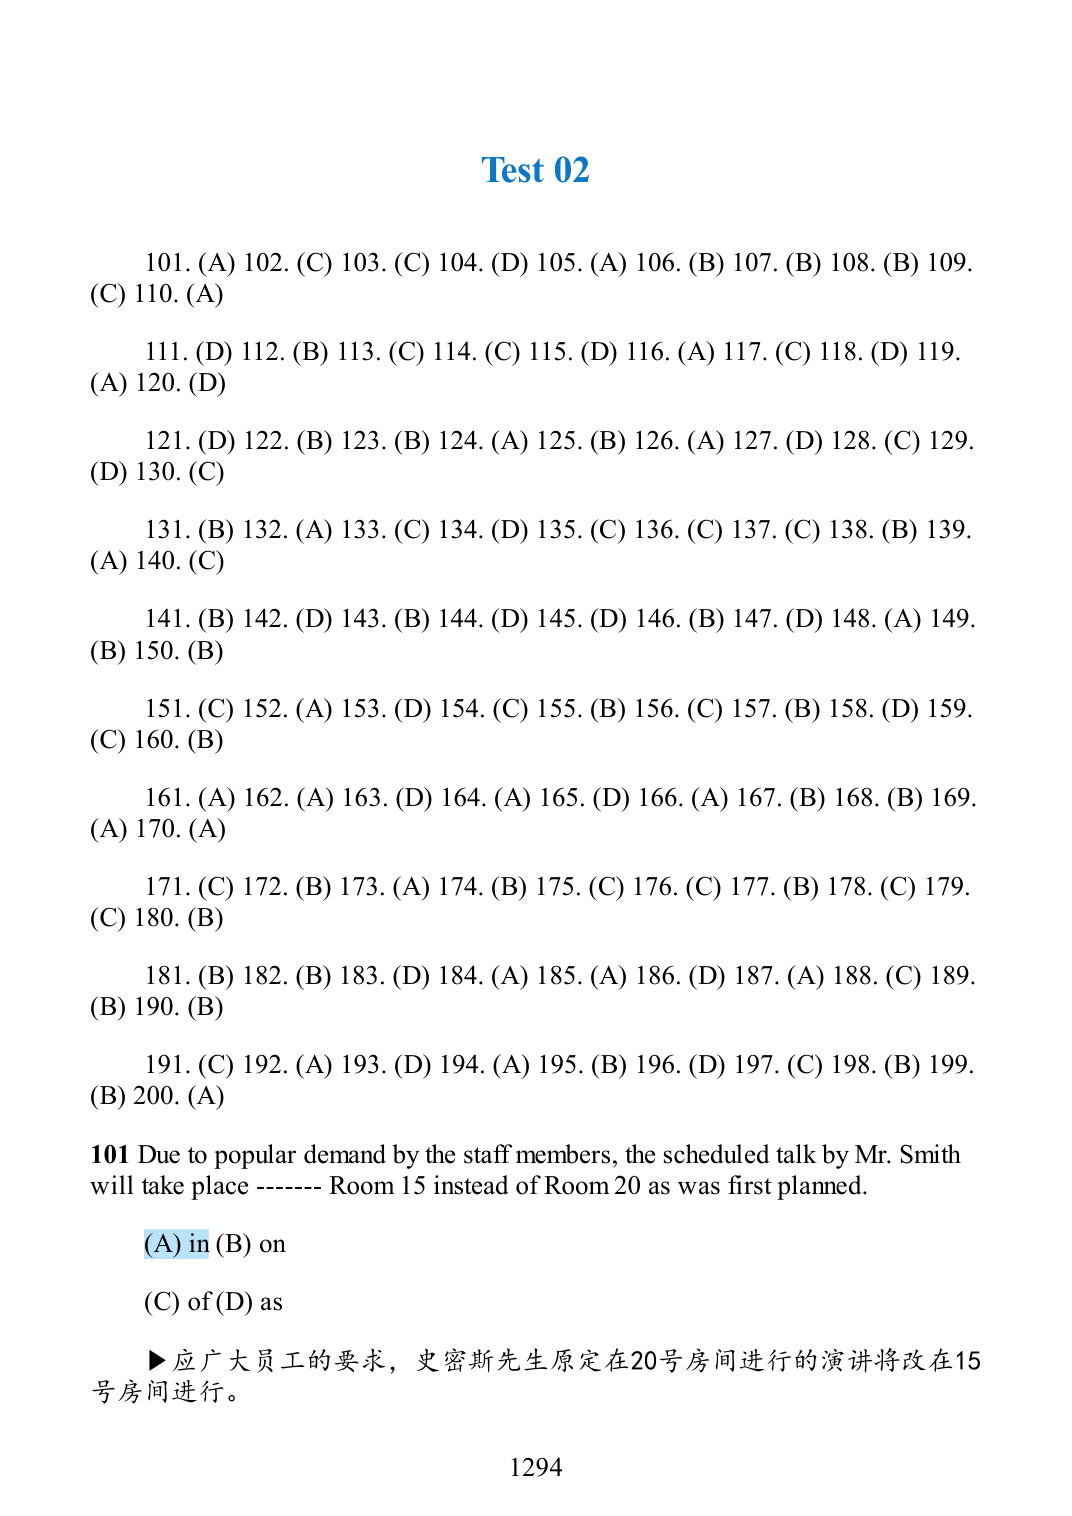 Test 02
101. (A) 102. (C) 103. (C) 104. (D) 105. (A) 106. (B) 107. (B) 108. (B) 109.
(C) 110. (A)
111. (D) 112. (B) 113. (C) 114. (C) 115. (D) 116. (A) 117. (C) 118. (D) 119.
(A) 120. (D)
121. (D) 122. (B) 123. (B) 124. (A) 125. (B) 126. (A) 127. (D) 128. (C) 129.
(D) 130. (C)
131. (B) 132. (A) 133. (C) 134. (D) 135. (C) 136. (C) 137. (C) 138. (B) 139.
(A) 140. (C)
141. (B) 142. (D) 143. (B) 144. (D) 145. (D) 146. (B) 147. (D) 148. (A) 149.
(B) 150. (B)
151. (C) 152. (A) 153. (D) 154. (C) 155. (B) 156. (C) 157. (B) 158. (D) 159.
(C) 160. (B)
161. (A) 162. (A) 163. (D) 164. (A) 165. (D) 166. (A) 167. (B) 168. (B) 169.
(A) 170. (A)
171. (C) 172. (B) 173. (A) 174. (B) 175. (C) 176. (C) 177. (B) 178. (C) 179.
(C) 180. (B)
181. (B) 182. (B) 183. (D) 184. (A) 185. (A) 186. (D) 187. (A) 188. (C) 189.
(B) 190. (B)
191. (C) 192. (A) 193. (D) 194. (A) 195. (B) 196. (D) 197. (C) 198. (B) 199.
(B) 200. (A)
101 Due to popular demand by the staff members, the scheduled talk by Mr. Smith
will take place ------- Room 15 instead of Room 20 as was first planned.
(A) in (B) on
(C) of (D) as
▶应广大员工的要求，史密斯先生原定在20号房间进行的演讲将改在15
号房间进行。
1294